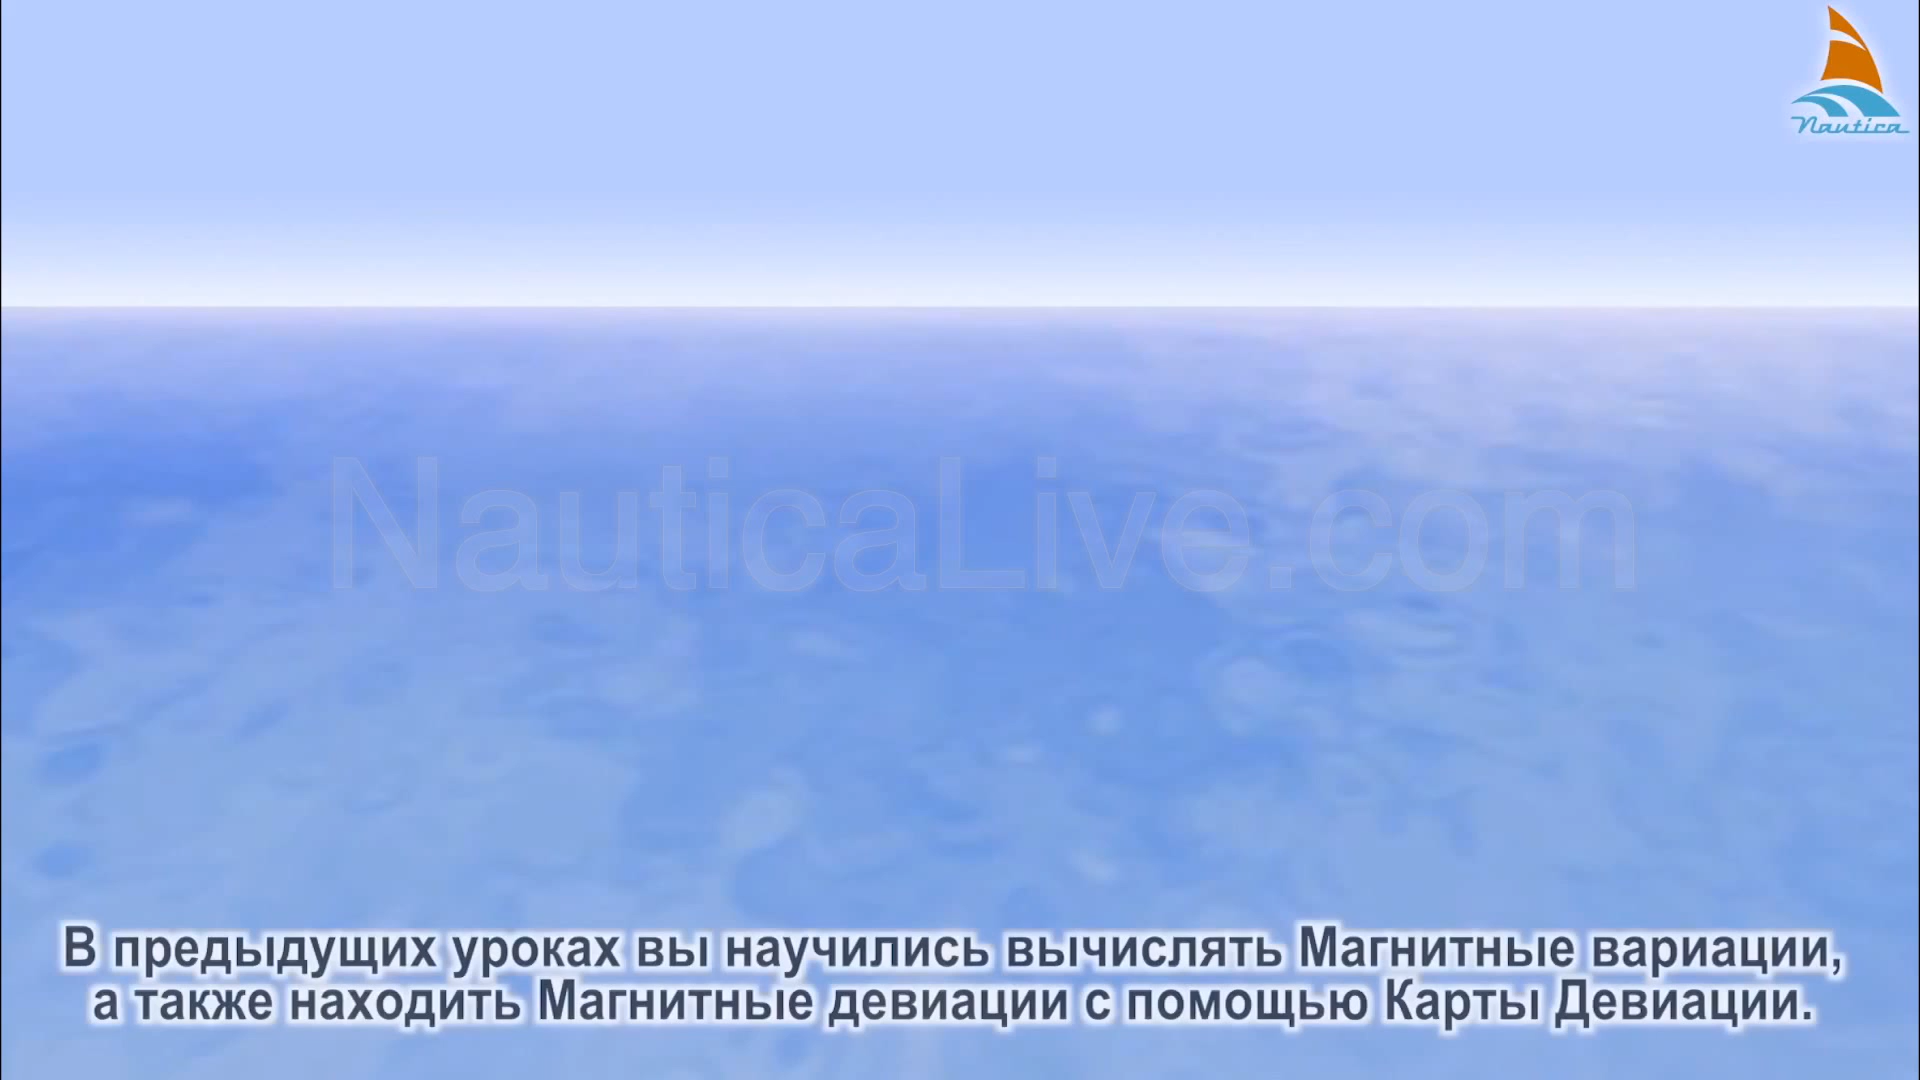 Nautica
NauticaLive.com
В предыдущих уроках вы научились вычислять Магнитные вариации,
а также находить Магнитные девиации с помощью Карты Девиации.